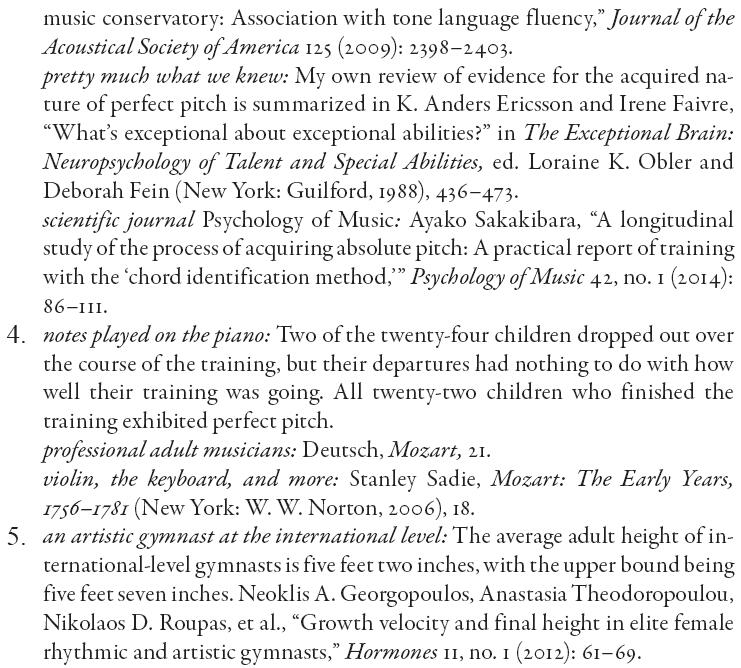 music conservatory: Association with tone language fluency,” Journal of the
Acoustical Society of America 125 (2009): 2398–2403.
pretty much what we knew: My own review of evidence for the acquired na-
ture of perfect pitch is summarized in K. Anders Ericsson and Irene Faivre,
“What’s exceptional about exceptional abilities?” in The Exceptional Brain:
Neuropsychology of Talent and Special Abilities, ed. Loraine K. Obler and
Deborah Fein (New York: Guilford, 1988), 436–473.
scientific journal Psychology of Music: Ayako Sakakibara, “A longitudinal
study of the process of acquiring absolute pitch: A practical report of training
with the ‘chord identification method,’” Psychology of Music 42, no. 1 (2014):
86–111.
4. notes played on the piano: Two of the twenty-four children dropped out over
the course of the training, but their departures had nothing to do with how
well their training was going. All twenty-two children who finished the
training exhibited perfect pitch.
professional adult musicians: Deutsch, Mozart, 21.
violin, the keyboard, and more: Stanley Sadie, Mozart: The Early Years,
1756–1781 (New York: W. W. Norton, 2006), 18.
5. an artistic gymnast at the international level: The average adult height of in-
ternational-level gymnasts is five feet two inches, with the upper bound being
five feet seven inches. Neoklis A. Georgopoulos, Anastasia Theodoropoulou,
Nikolaos D. Roupas, et al., “Growth velocity and final height in elite female
rhythmic and artistic gymnasts,” Hormones 11, no. 1 (2012): 61–69.